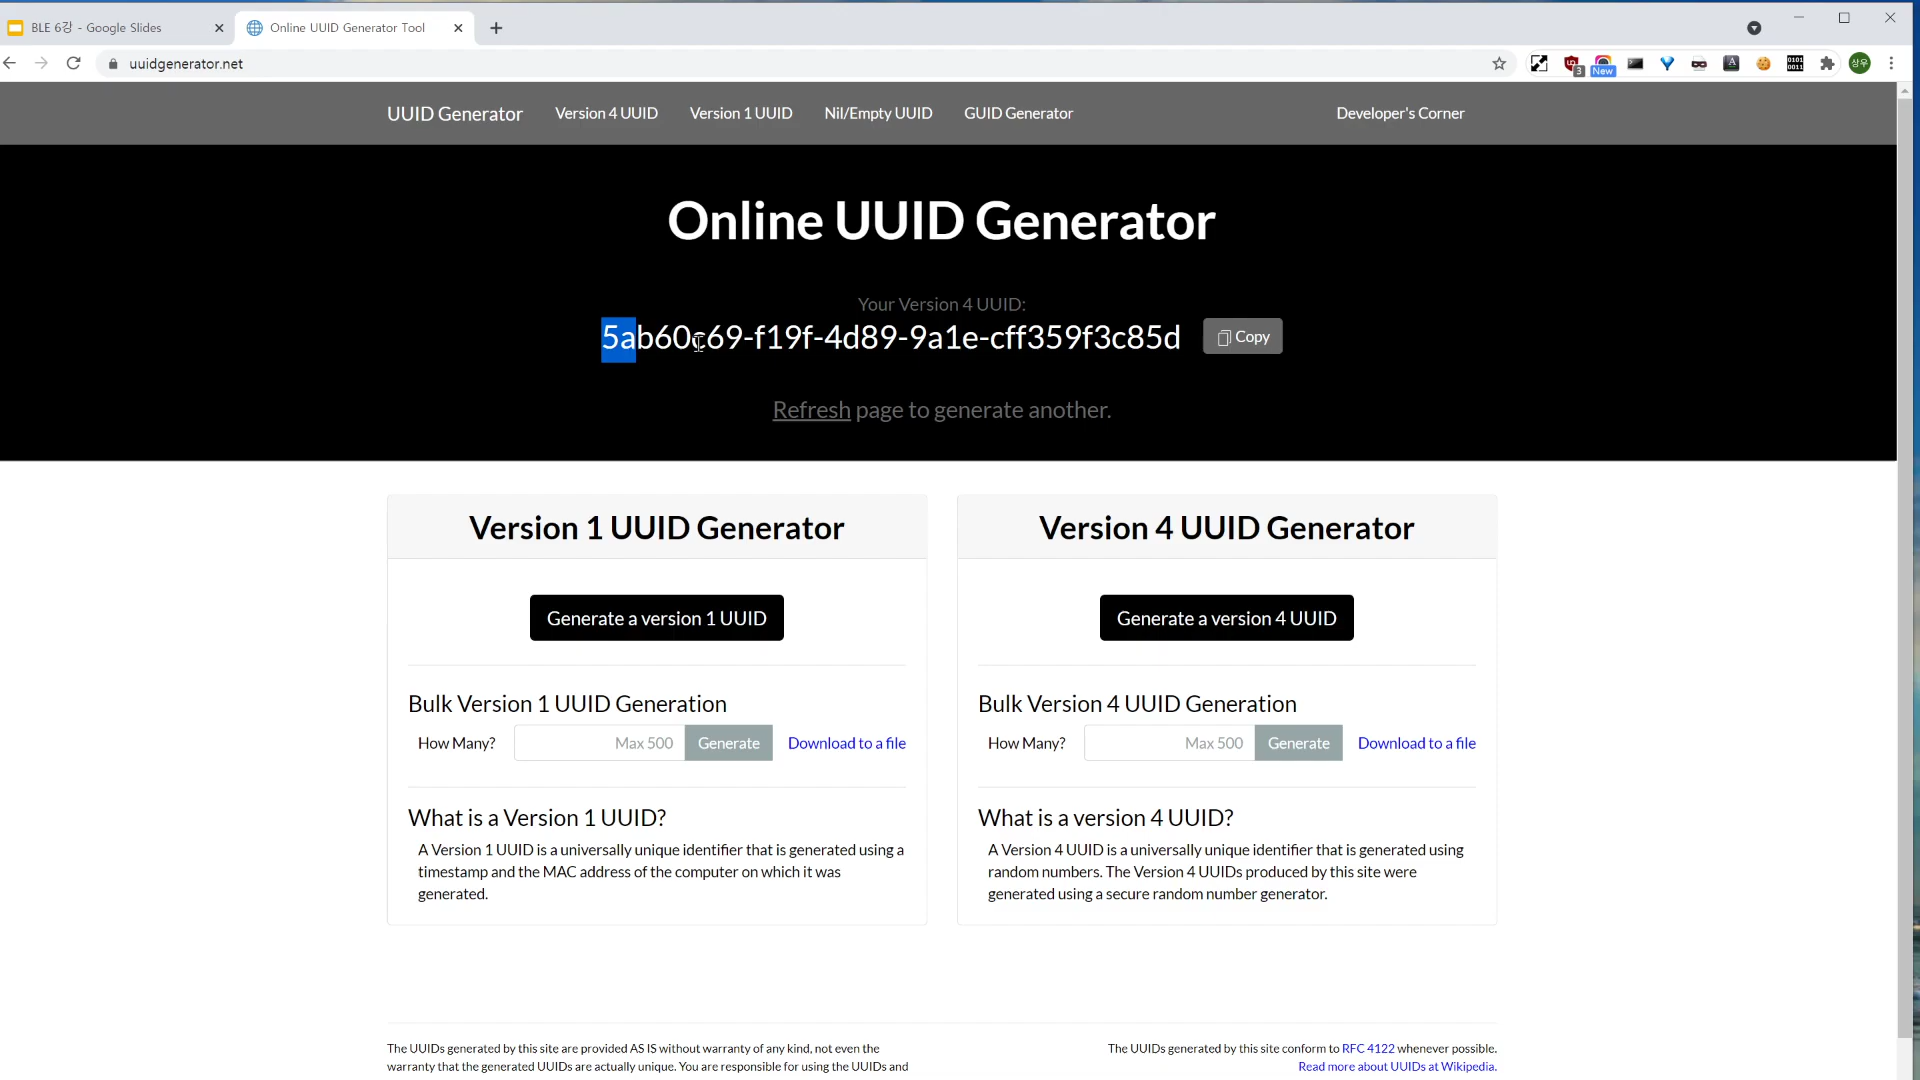 BLE 6강 - Google Slides
Online UUID Generator Tool
uuidgenerator.net
3
New
A
0101
0011
상우
UUID Generator
Version 4 UUID
Version 1 UUID
Nil/Empty UUID
GUID Generator
Developer's Corner
Online UUID Generator
Your Version 4 UUID:
5ab60c69-f19f-4d89-9a1e-cff359f3c85d
Copy
Refresh page to generate another.
Version 1 UUID Generator
Generate a version 1 UUID
Bulk Version 1 UUID Generation
How Many?
Max 500
Generate
Download to a file
What is a Version 1 UUID?
A Version 1 UUID is a universally unique identifier that is generated using a
timestamp and the MAC address of the computer on which it was
generated.
Version 4 UUID Generator
Generate a version 4 UUID
Bulk Version 4 UUID Generation
How Many?
Max 500
Generate
Download to a file
What is a version 4 UUID?
A Version 4 UUID is a universally unique identifier that is generated using
random numbers. The Version 4 UUIDs produced by this site were
generated using a secure random number generator.
The UUIDs generated by this site are provided AS IS without warranty of any kind, not even the
warranty that the generated UUIDs are actually unique. You are responsible for using the UUIDs and
The UUIDs generated by this site conform to RFC 4122 whenever possible.
Read more about UUIDs at Wikipedia.